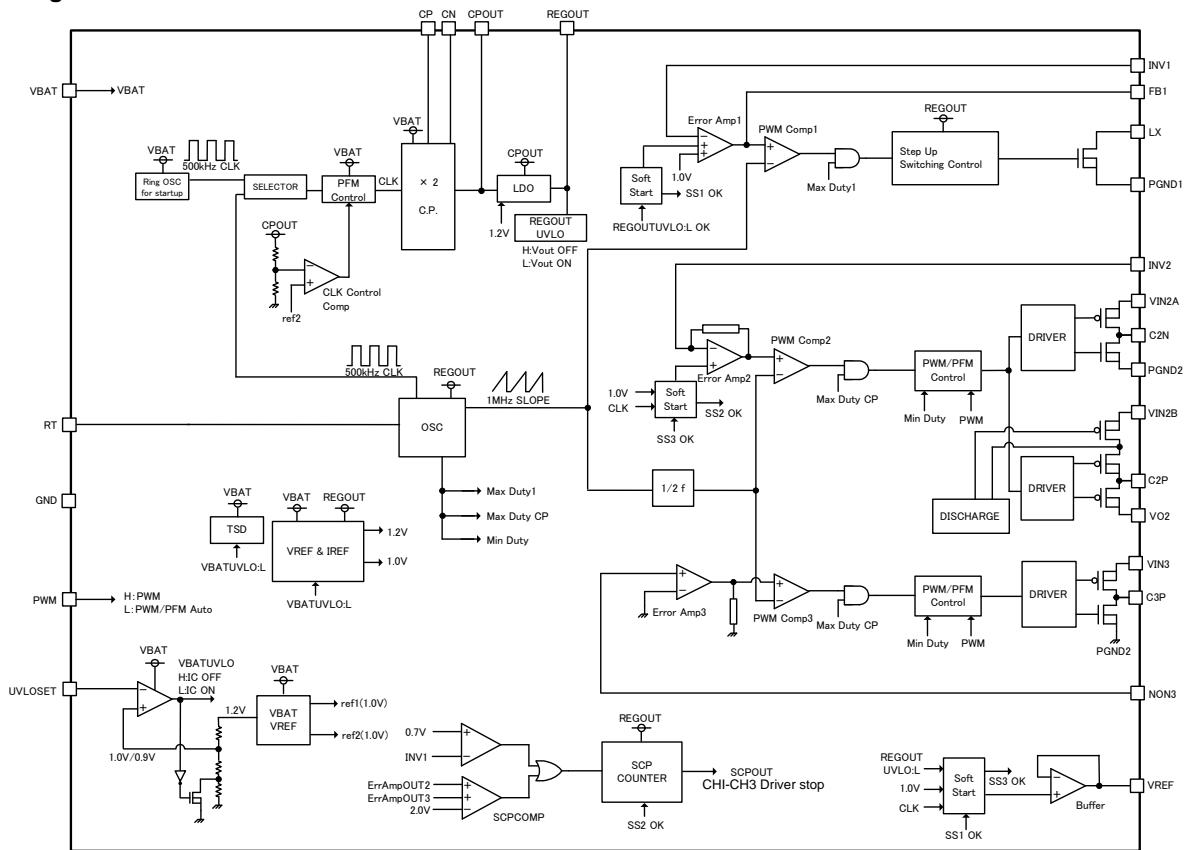 CP
CN
CPOUT
REGOUT
VBAT
VBAT
500kHz CLK
VBAT
Ring OSC
for startup
SELECTOR
VBAT
PFM
Control
CLK
VBAT
× 2
C.P.
CPOUT
LDO
1.2V
REGOUT
UVLO
H:Vout OFF
L:Vout ON
CPOUT
ref2
CLK Control
Comp
INV1
FB1
LX
PGND1
Error Amp1
PWM Comp1
1.0V
Soft
Start
SS1 OK
REGOUTUVLO:L OK
Max Duty1
REGOUT
Step Up
Switching Control
INV2
VIN2A
C2N
PGND2
VIN2B
C2P
VO2
Error Amp2
PWM Comp2
1.0V
CLK
Soft
Start
SS2 OK
SS3 OK
Max Duty CP
PWM/PFM
Control
Min Duty
PWM
DRIVER
DRIVER
DISCHARGE
500kHz CLK
REGOUT
1MHz SLOPE
RT
OSC
1/2 f
Max Duty1
Max Duty CP
Min Duty
GND
VBAT
TSD
VBATUVLO:L
VBAT
REGOUT
VREF & IREF
1.2V
1.0V
VBATUVLO:L
PWM
H:PWM
L:PWM/PFM Auto
Error Amp3
PWM Comp3
Max Duty CP
PWM/PFM
Control
Min Duty
PWM
DRIVER
VIN3
C3P
PGND2
NON3
UVLOSET
VBAT
VBATUVLO
H:IC OFF
L:IC ON
1.0V/0.9V
1.2V
VBAT
VBAT
VREF
ref1(1.0V)
ref2(1.0V)
0.7V
INV1
ErrAmpOUT2
ErrAmpOUT3
2.0V
SCPCOMP
REGOUT
SCP
COUNTER
SS2 OK
SCPOUT
CHI-CH3 Driver stop
REGOUT
UVLO:L
1.0V
CLK
Soft
Start
SS3 OK
SS1 OK
Buffer
VREF